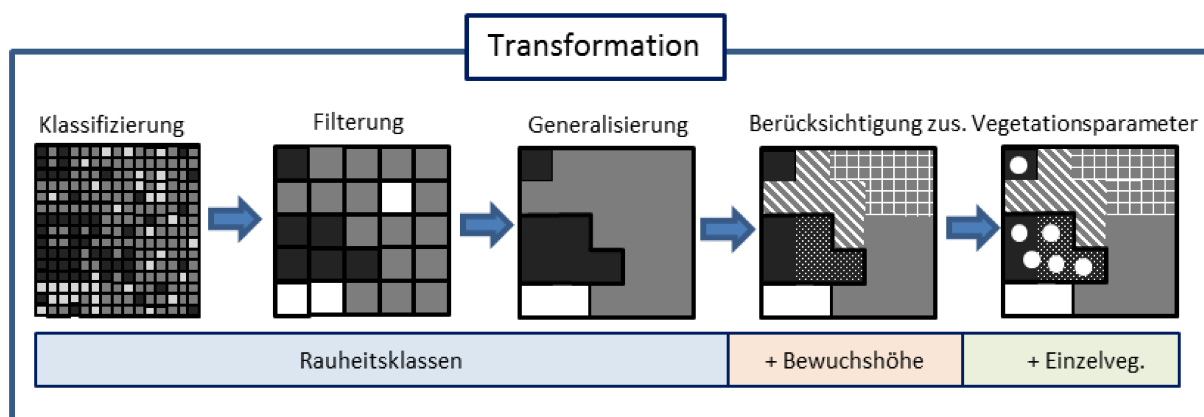 Transformation
Klassifizierung
Filterung
Generalisierung
Berücksichtigung zus. Vegetationsparameter
Rauheitsklassen
+ Bewuchshöhe
+ Einzelveg.